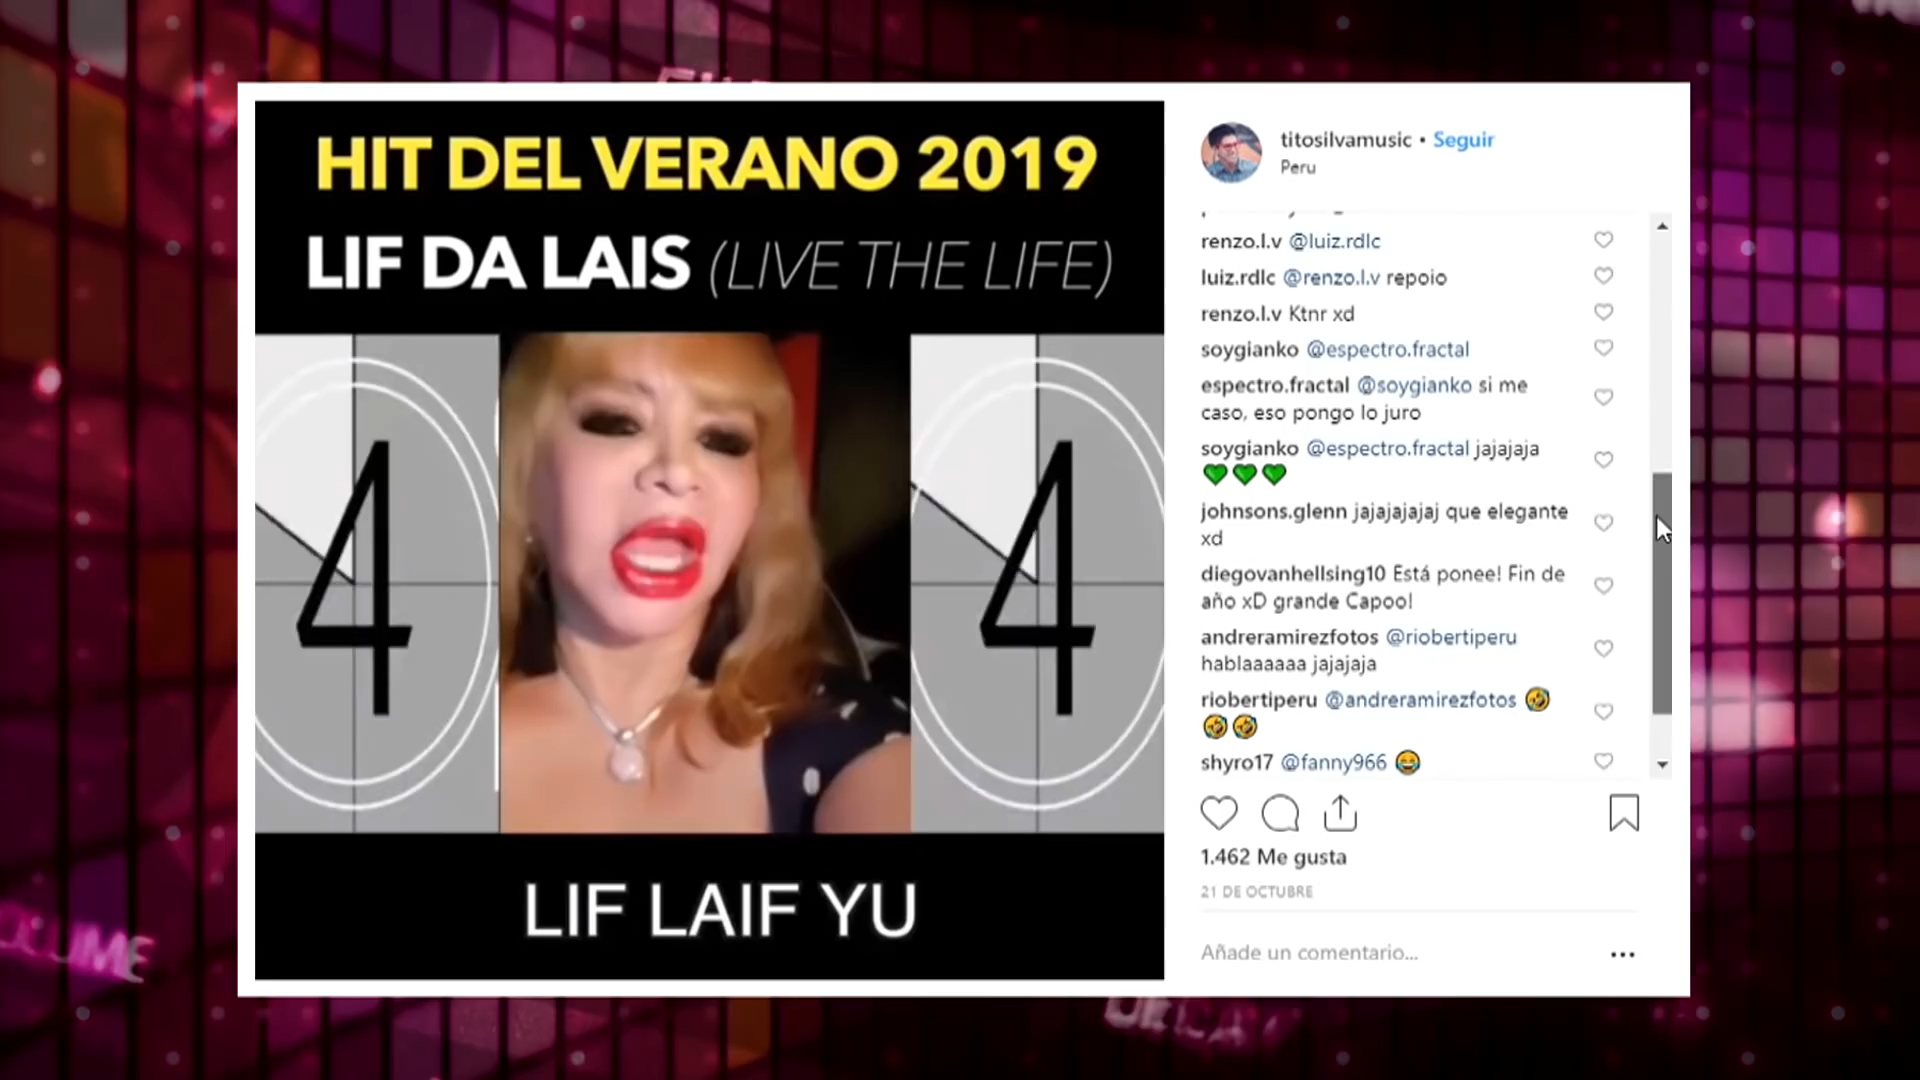 HIT DEL VERANO 2019
LIF DA LAIS (LIVE THE LIFE)
4
4
LIF LAIF YU
titosilvamusic • Seguir
Peru
renzo.l.v @luiz.rdlc
luiz.rdlc @renzo.l.v repoio
renzo.l.v Ktnr xd
soygianko @espectro.fractal
espectro.fractal @soygianko si me
caso, eso pongo lo juro
soygianko @espectro.fractal jajajaja
💚💚💚
johnsons.glenn jajajajajaj que elegante
xd
diegovanhellsing10 Está ponee! Fin de
año xD grande Capoo!
andreramirezfotos @riobertiperu
hablaaaaaa jajajaja
riobertiperu @andreramirezfotos 🤣
🤣🤣
shyro17 @fanny966 😂
1.462 Me gusta
21 DE OCTUBRE
Añade un comentario...